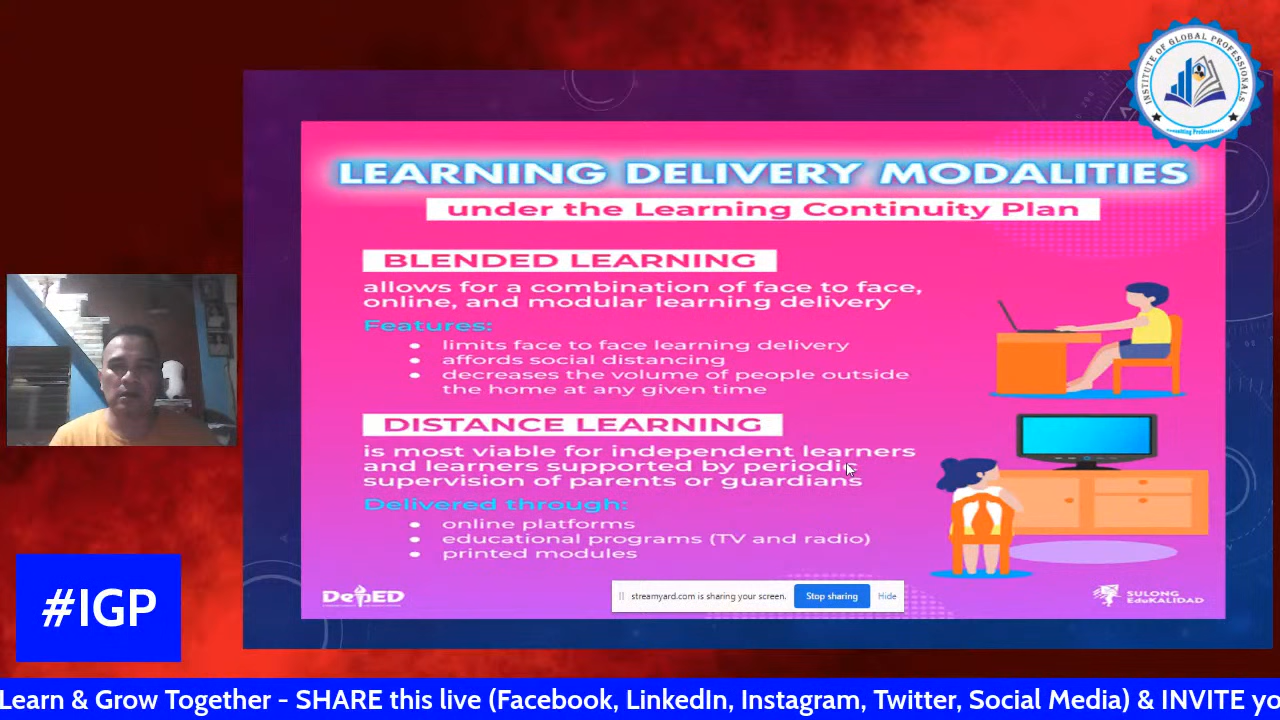 INSTITUTE OF GLOBAL PROFESSIONALS
LEARNING DELIVERY MODALITIES
under the Learning Continuity Plan
BLENDED LEARNING
allows for a combination of face to face,
online, and modular learning delivery
Features:
● limits face to face learning delivery
● affords social distancing
● decreases the volume of people outside
the home at any given time
DISTANCE LEARNING
is most viable for independent learners
and learners supported by periodic
supervision of parents or guardians
Delivered through:
● online platforms
● educational programs (TV and radio)
● printed modules
DepED
streamyard.com is sharing your screen.
Stop sharing
Hide
SULONG
EduKALIDAD
#IGP
Learn & Grow Together - SHARE this live (Facebook, LinkedIn, Instagram, Twitter, Social Media) & INVITE yo